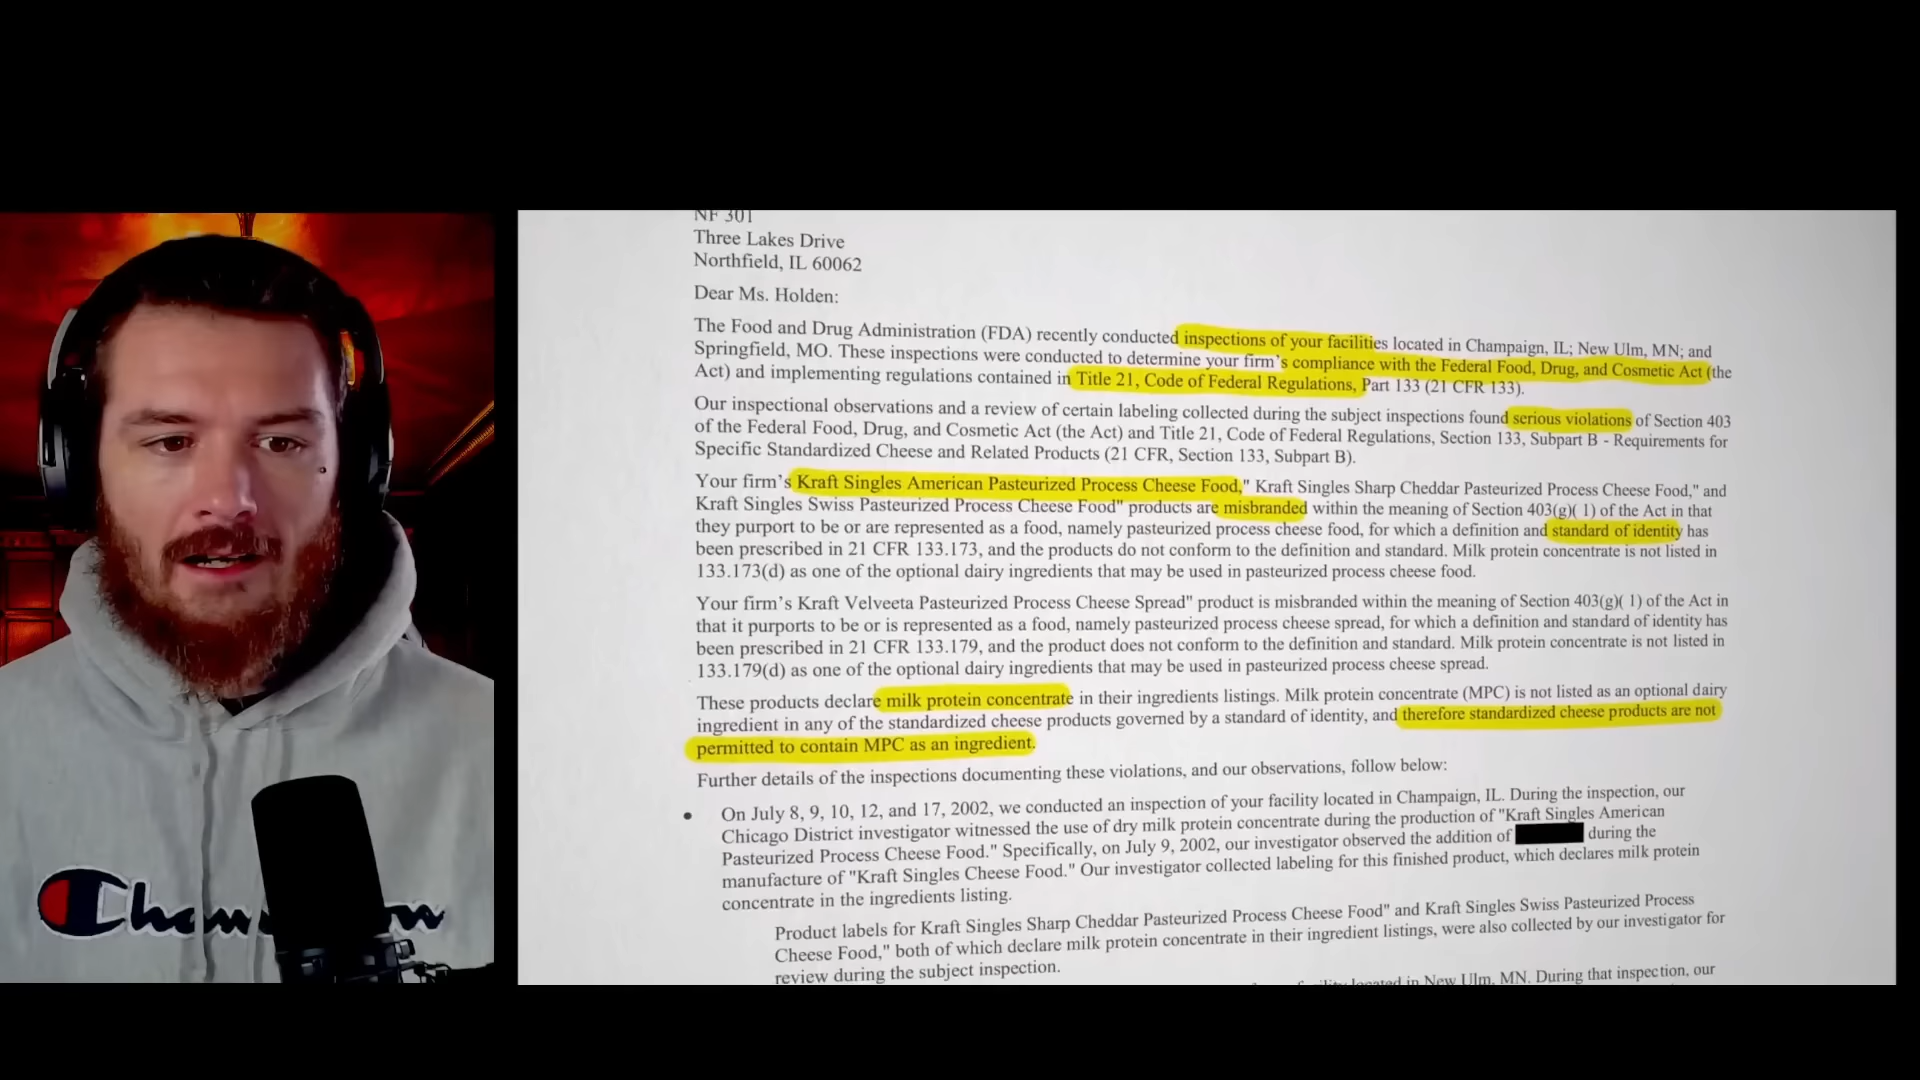 NF 301
Three Lakes Drive
Northfield, IL 60062
Dear Ms. Holden:
The Food and Drug Administration (FDA) recently conducted inspections of your facilities located in Champaign, IL; New Ulm, MN; and
Springfield, MO. These inspections were conducted to determine your firm's compliance with the Federal Food, Drug, and Cosmetic Act (the
Act) and implementing regulations contained in Title 21, Code of Federal Regulations, Part 133 (21 CFR 133).
Our inspectional observations and a review of certain labeling collected during the subject inspections found serious violations of Section 403
of the Federal Food, Drug, and Cosmetic Act (the Act) and Title 21, Code of Federal Regulations, Section 133, Subpart B - Requirements for
Specific Standardized Cheese and Related Products (21 CFR, Section 133, Subpart B).
Your firm's Kraft Singles American Pasteurized Process Cheese Food," Kraft Singles Sharp Cheddar Pasteurized Process Cheese Food," and
Kraft Singles Swiss Pasteurized Process Cheese Food" products are misbranded within the meaning of Section 403(g)( 1) of the Act in that
they purport to be or are represented as a food, namely pasteurized process cheese food, for which a definition and standard of identity has
been prescribed in 21 CFR 133.173, and the products do not conform to the definition and standard. Milk protein concentrate is not listed in
133.173(d) as one of the optional dairy ingredients that may be used in pasteurized process cheese food.
Your firm's Kraft Velveeta Pasteurized Process Cheese Spread" product is misbranded within the meaning of Section 403(g)( 1) of the Act in
that it purports to be or is represented as a food, namely pasteurized process cheese spread, for which a definition and standard of identity has
been prescribed in 21 CFR 133.179, and the product does not conform to the definition and standard. Milk protein concentrate is not listed in
133.179(d) as one of the optional dairy ingredients that may be used in pasteurized process cheese spread.
These products declare milk protein concentrate in their ingredients listings. Milk protein concentrate (MPC) is not listed as an optional dairy
ingredient in any of the standardized cheese products governed by a standard of identity, and therefore standardized cheese products are not
permitted to contain MPC as an ingredient.
Further details of the inspections documenting these violations, and our observations, follow below:
• On July 8, 9, 10, 12, and 17, 2002, we conducted an inspection of your facility located in Champaign, IL. During the inspection, our
Chicago District investigator witnessed the use of dry milk protein concentrate during the production of "Kraft Singles American
Pasteurized Process Cheese Food." Specifically, on July 9, 2002, our investigator observed the addition of during the
manufacture of "Kraft Singles Cheese Food." Our investigator collected labeling for this finished product, which declares milk protein
concentrate in the ingredients listing.
Product labels for Kraft Singles Sharp Cheddar Pasteurized Process Cheese Food" and Kraft Singles Swiss Pasteurized Process
Cheese Food," both of which declare milk protein concentrate in their ingredient listings, were also collected by our investigator for
review during the subject inspection.
located in New Ulm, MN. During that inspection, our